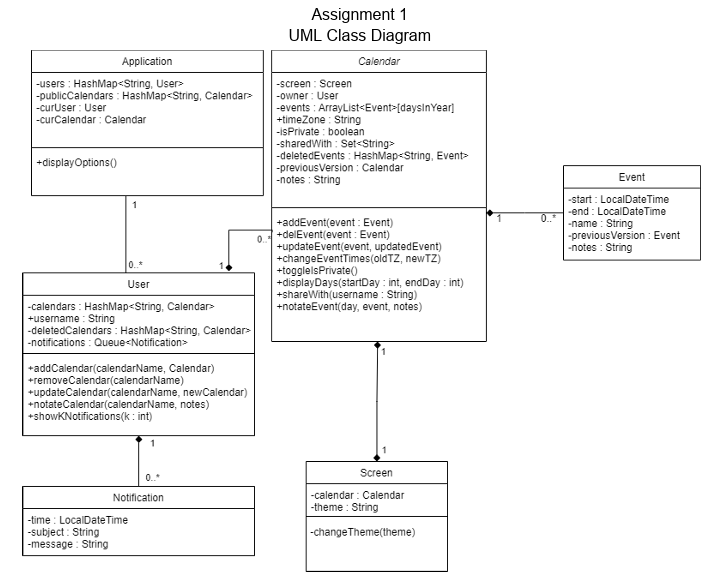 Assignment 1
UML Class Diagram
Application
-users : HashMap<String, User>
-publicCalendars : HashMap<String, Calendar>
-curUser : User
-curCalendar : Calendar
+displayOptions()
1
0..*
Calendar
-screen : Screen
-owner : User
-events : ArrayList<Event>[daysInYear]
+timeZone : String
-isPrivate : boolean
-sharedWith : Set<String>
-deletedEvents : HashMap<String, Event>
-previousVersion : Calendar
-notes : String
+addEvent(event : Event)
+delEvent(event : Event)
+updateEvent(event, updatedEvent)
+changeEventTimes(oldTZ, newTZ)
+toggleIsPrivate()
+displayDays(startDay : int, endDay : int)
+shareWith(username : String)
+notateEvent(day, event, notes)
1
0..*
Event
-start : LocalDateTime
-end : LocalDateTime
-name : String
-previousVersion : Event
-notes : String
0..*
1
User
-calendars : HashMap<String, Calendar>
+username : String
-deletedCalendars : HashMap<String, Calendar>
-notifications : Queue<Notification>
+addCalendar(calendarName, Calendar)
+removeCalendar(calendarName)
+updateCalendar(calendarName, newCalendar)
+notateCalendar(calendarName, notes)
+showKNotifications(k : int)
1
0..*
Notification
-time : LocalDateTime
-subject : String
-message : String
1
1
Screen
-calendar : Calendar
-theme : String
-changeTheme(theme)